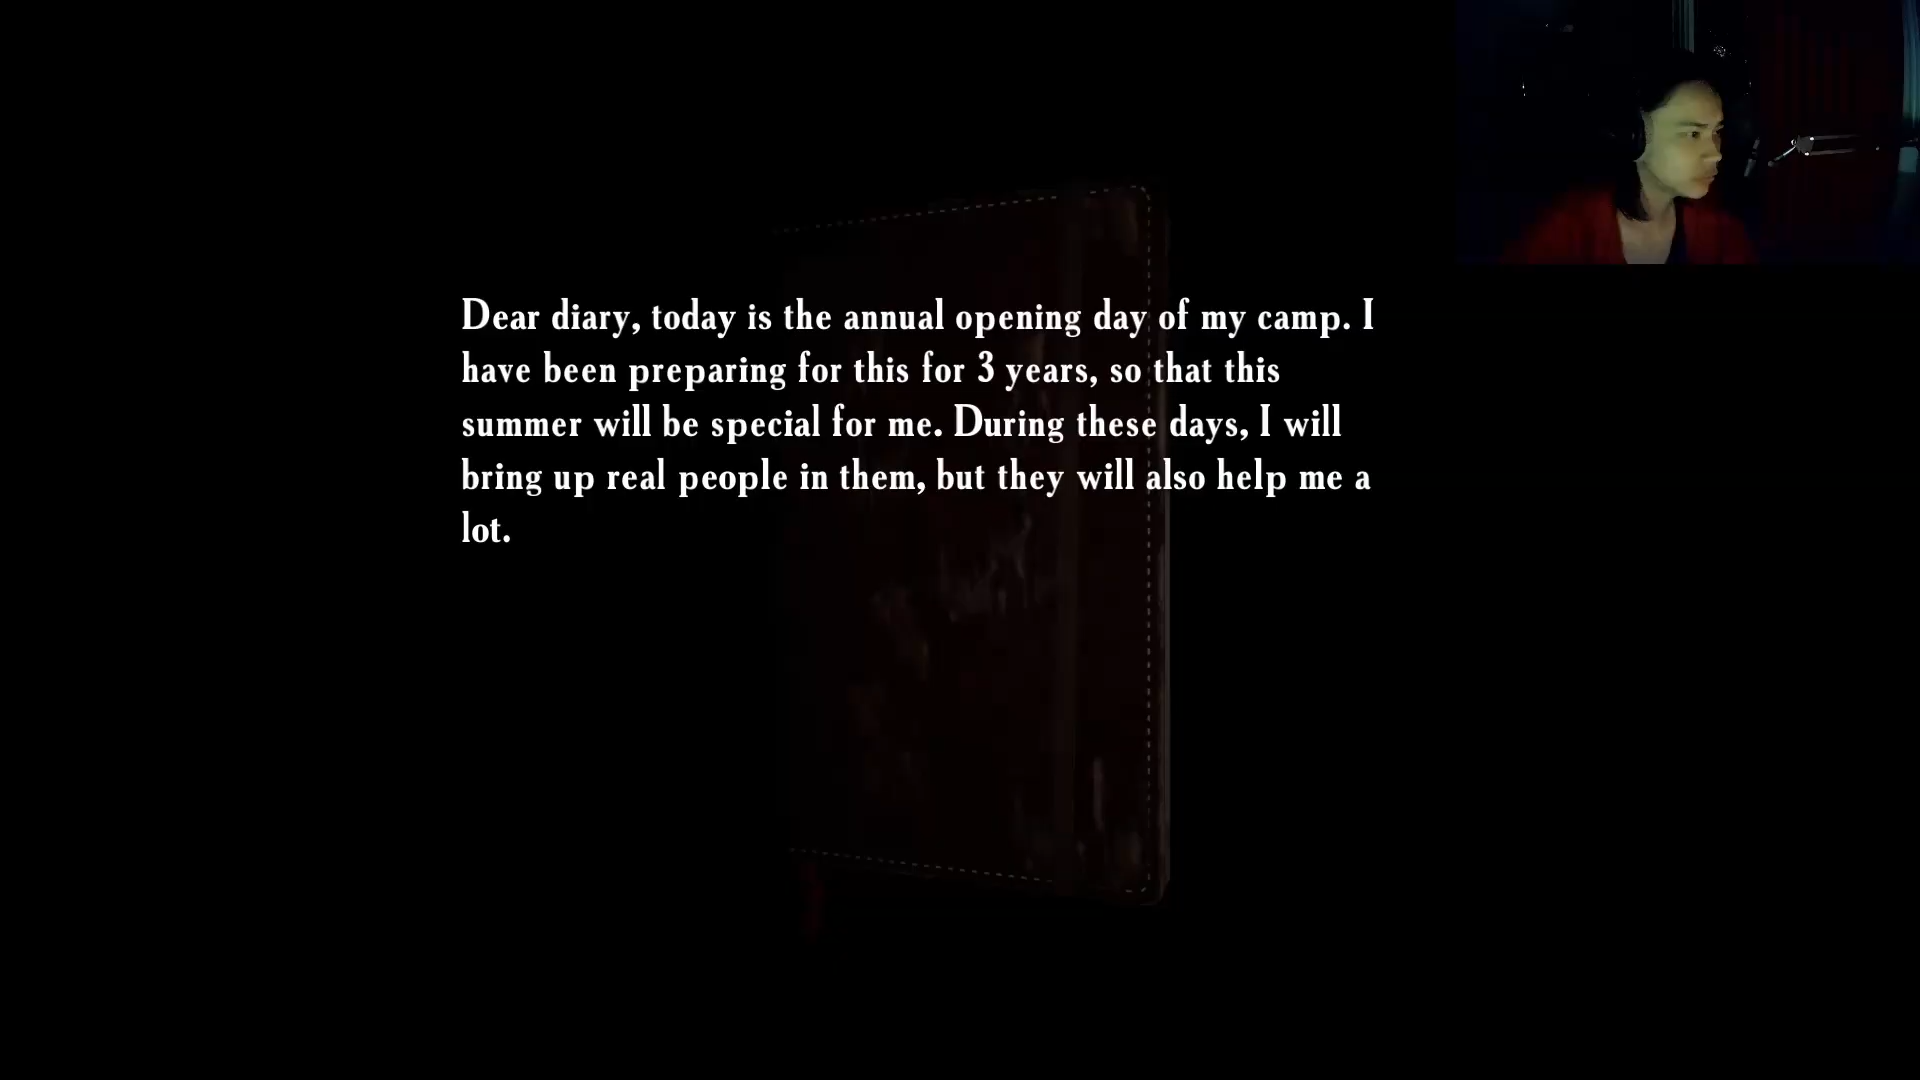 Dear diary, today is the annual opening day of my camp. I
have been preparing for this for 3 years, so that this
summer will be special for me. During these days, I will
bring up real people in them, but they will also help me a
lot.